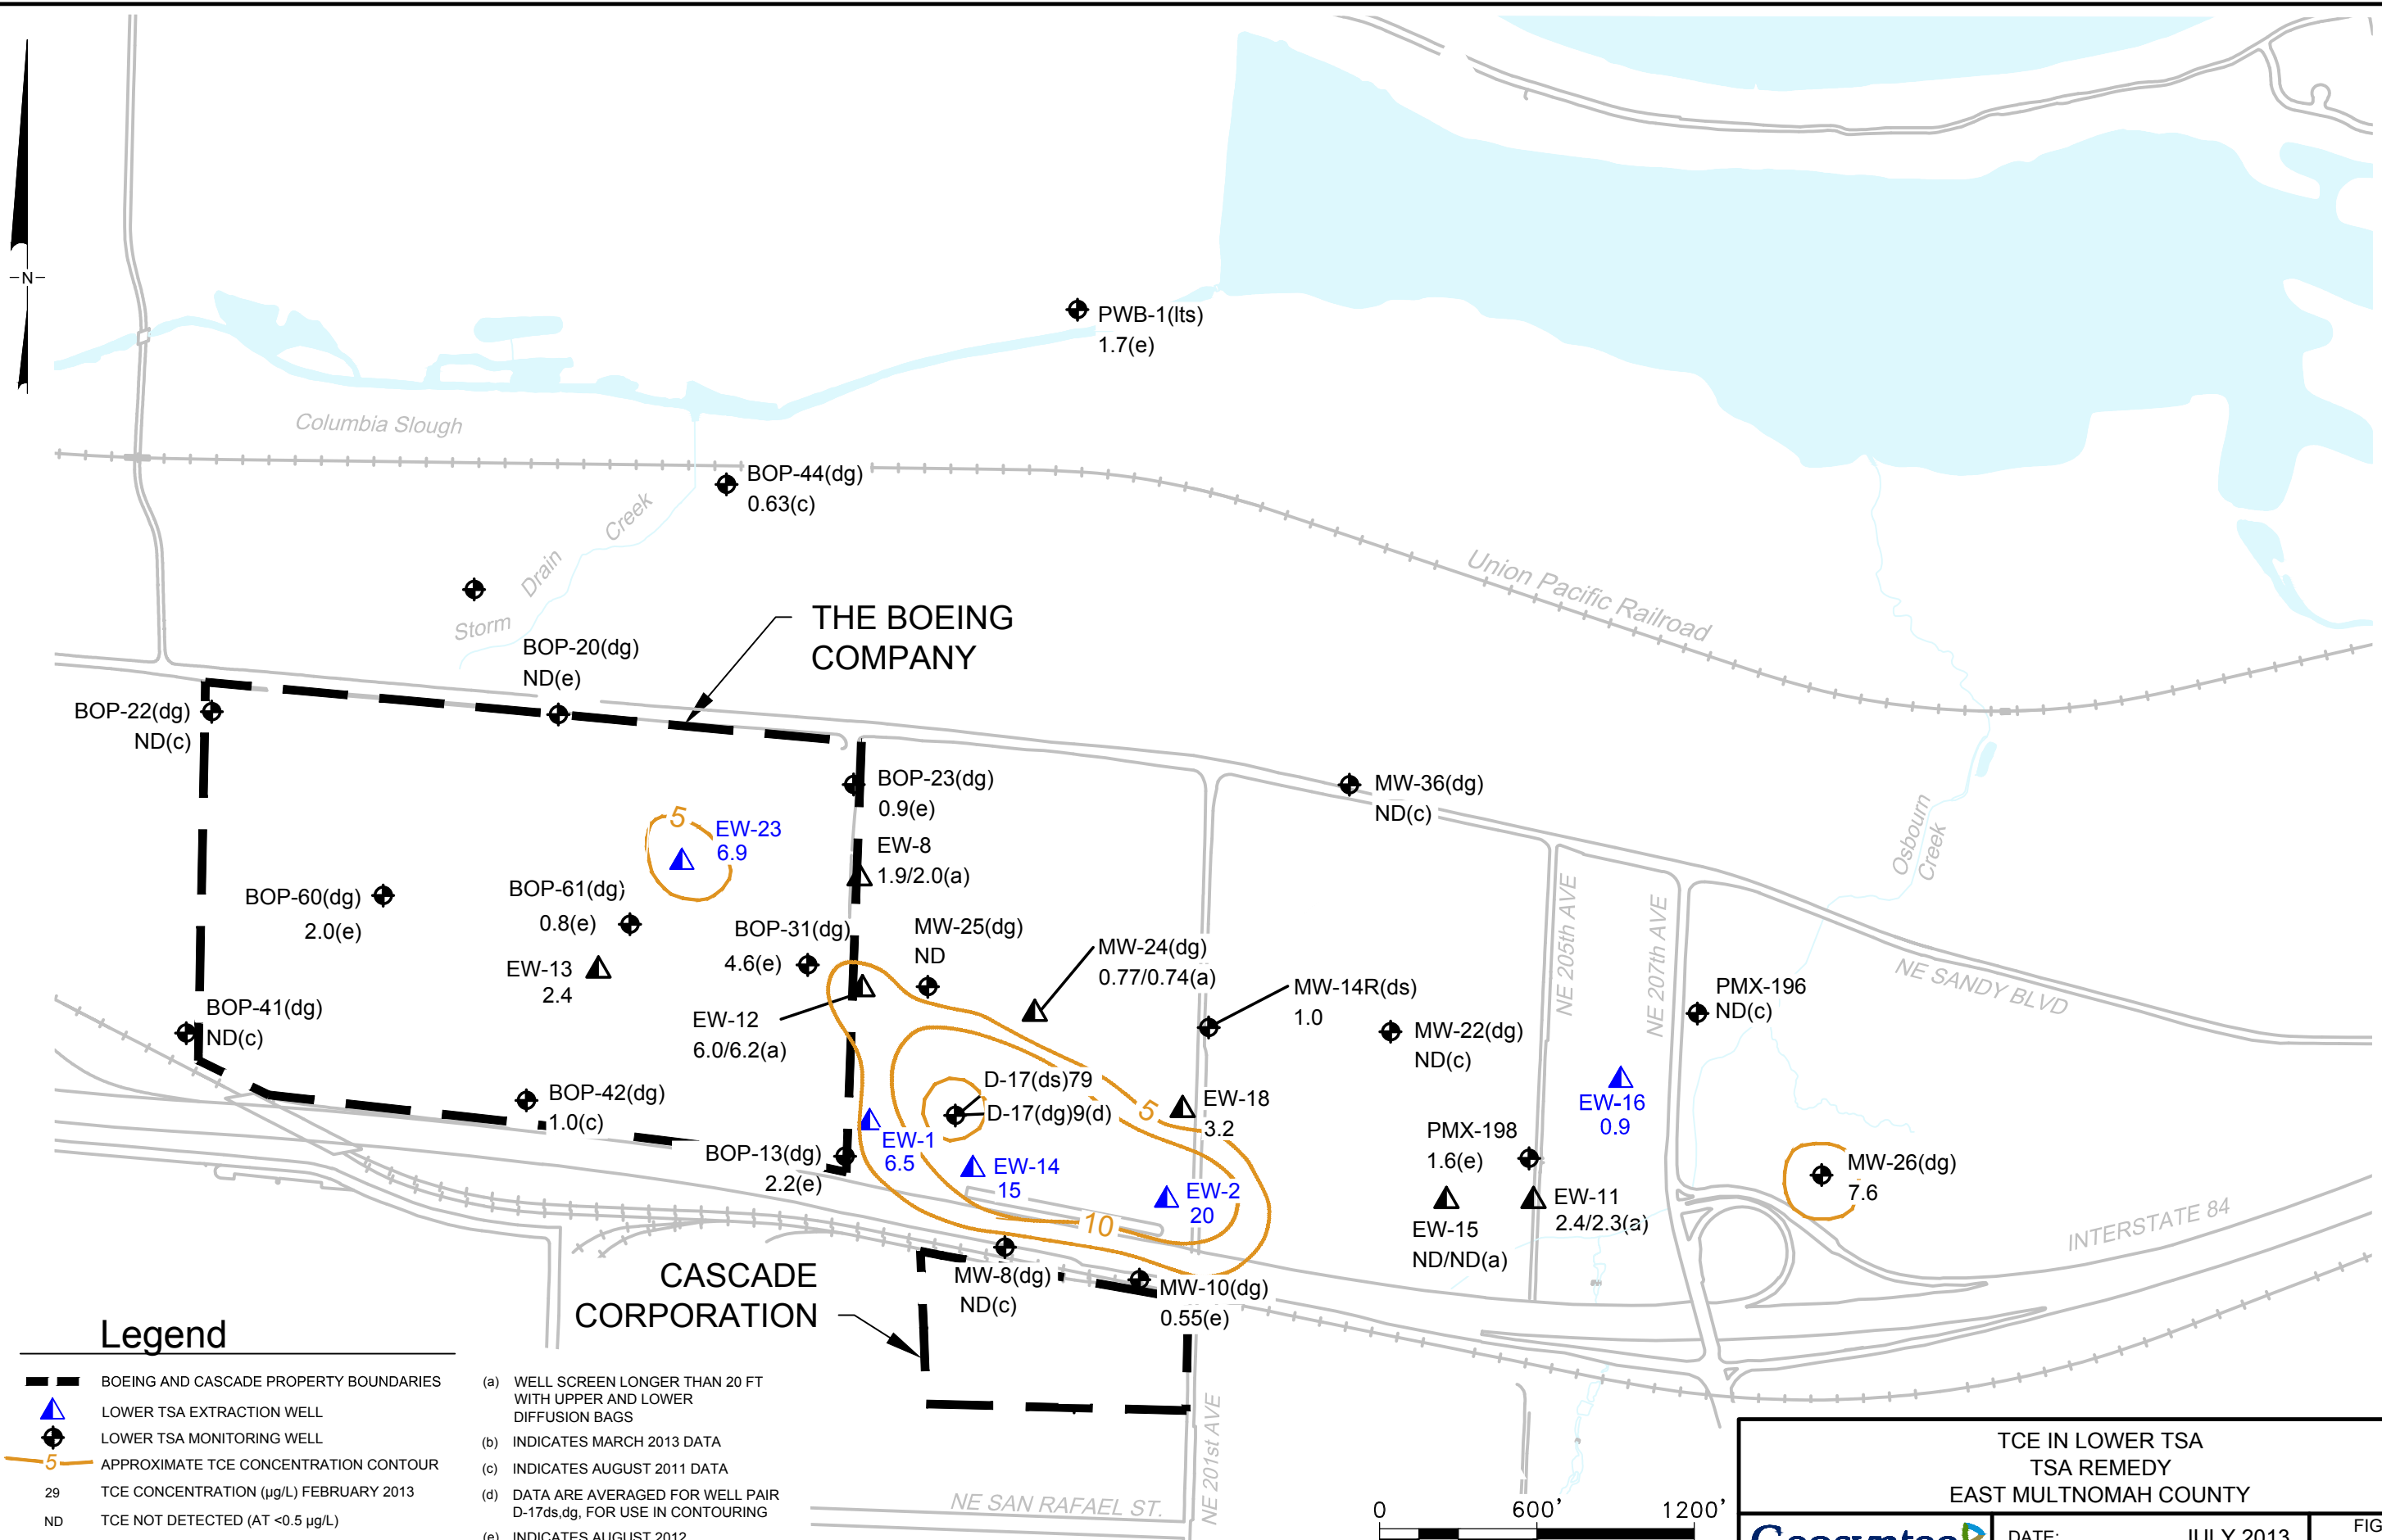 -N-
PWB-1(lts)
1.7(e)
Columbia Slough
BOP-44(dg)
0.63(c)
Storm Drain Creek
Union Pacific Railroad
THE BOEING
COMPANY
BOP-20(dg)
ND(e)
BOP-22(dg)
ND(c)
BOP-23(dg)
0.9(e)
MW-36(dg)
ND(c)
5
EW-23
6.9
EW-8
1.9/2.0(a)
Osbourn
Creek
BOP-60(dg)
2.0(e)
BOP-61(dg)
0.8(e)
BOP-31(dg)
4.6(e)
MW-25(dg)
ND
MW-24(dg)
0.77/0.74(a)
NE 205th AVE
NE 207th AVE
NE SANDY BLVD
EW-13
2.4
MW-14R(ds)
1.0
PMX-196
ND(c)
BOP-41(dg)
ND(c)
EW-12
6.0/6.2(a)
MW-22(dg)
ND(c)
D-17(ds)79
D-17(dg)9(d)
BOP-42(dg)
1.0(c)
5
EW-18
3.2
EW-16
0.9
EW-1
6.5
PMX-198
1.6(e)
BOP-13(dg)
2.2(e)
EW-14
15
EW-2
20
MW-26(dg)
7.6
EW-11
2.4/2.3(a)
10
EW-15
ND/ND(a)
INTERSTATE 84
CASCADE
CORPORATION
MW-8(dg)
ND(c)
MW-10(dg)
0.55(e)
NE 201st AVE
NE SAN RAFAEL ST.
Legend
BOEING AND CASCADE PROPERTY BOUNDARIES
LOWER TSA EXTRACTION WELL
LOWER TSA MONITORING WELL
5 APPROXIMATE TCE CONCENTRATION CONTOUR
29 TCE CONCENTRATION (µg/L) FEBRUARY 2013
ND TCE NOT DETECTED (AT <0.5 µg/L)
(a) WELL SCREEN LONGER THAN 20 FT
WITH UPPER AND LOWER
DIFFUSION BAGS
(b) INDICATES MARCH 2013 DATA
(c) INDICATES AUGUST 2011 DATA
(d) DATA ARE AVERAGED FOR WELL PAIR
D-17ds,dg, FOR USE IN CONTOURING
(e) INDICATES AUGUST 2012
0 600' 1200'
TCE IN LOWER TSA
TSA REMEDY
EAST MULTNOMAH COUNTY
Geosyntec
DATE: JULY 2013
FIG